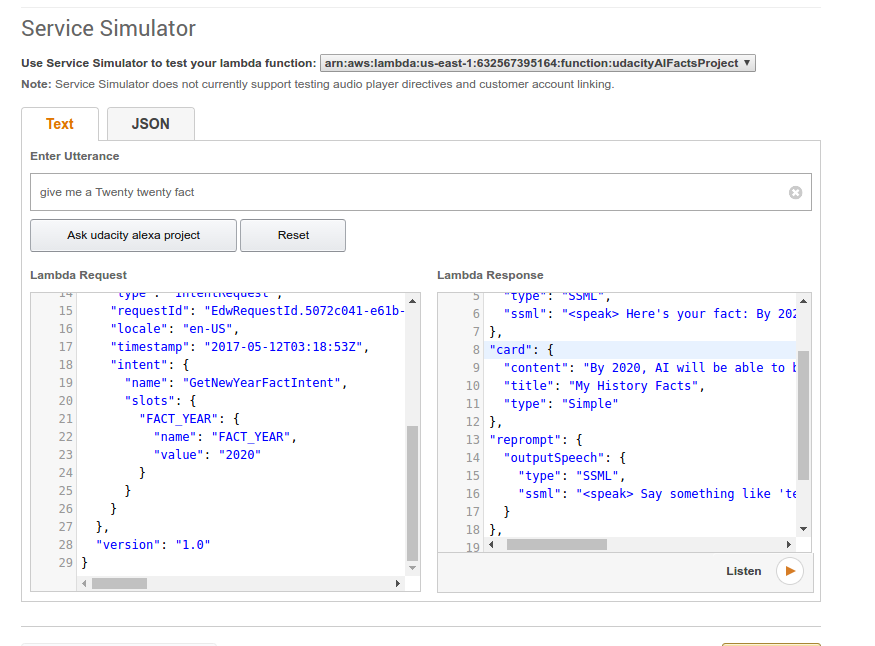 Service Simulator
Use Service Simulator to test your lambda function: arn:aws:lambda:us-east-1:632567395164:function:udacityAIFactsProject ▼
Note: Service Simulator does not currently support testing audio player directives and customer account linking.
Text JSON
Enter Utterance
give me a Twenty twenty fact
Ask udacity alexa project Reset
Lambda Request
14 "type": "IntentRequest",
15 "requestId": "EdwRequestId.5072c041-e61b-
16 "locale": "en-US",
17 "timestamp": "2017-05-12T03:18:53Z",
18 "intent": {
19 "name": "GetNewYearFactIntent",
20 "slots": {
21 "FACT_YEAR": {
22 "name": "FACT_YEAR",
23 "value": "2020"
24 }
25 }
26 }
27 },
28 "version": "1.0"
29 }
Lambda Response
5 "type": "SSML",
6 "ssml": "<speak> Here's your fact: By 202
7 },
8 "card": {
9 "content": "By 2020, AI will be able to b
10 "title": "My History Facts",
11 "type": "Simple"
12 },
13 "reprompt": {
14 "outputSpeech": {
15 "type": "SSML",
16 "ssml": "<speak> Say something like 'te
17 }
18 },
19
Listen